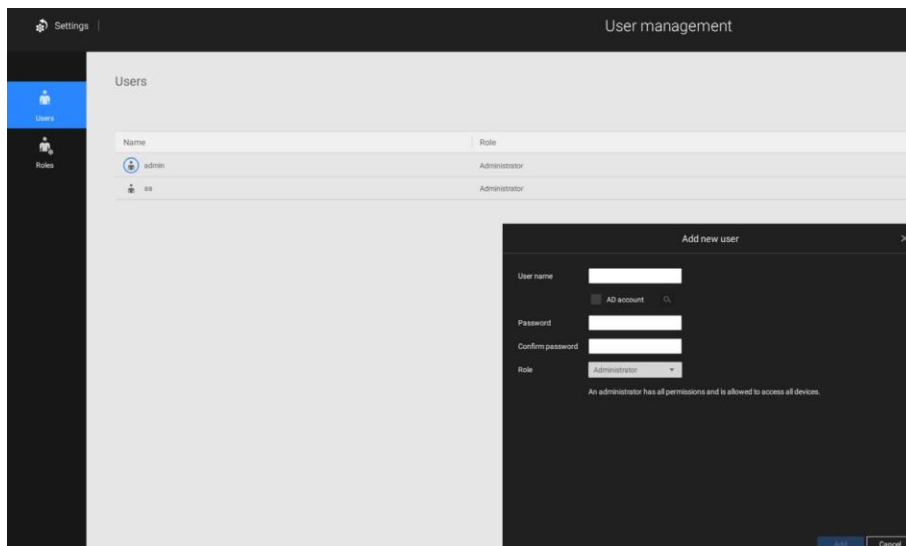 Settings
User management
Users
Users
Roles
Name Role
admin Administrator
aa Administrator
Add new user
User name
AD account
Password
Confirm password
Role Administrator
An administrator has all permissions and is allowed to access all devices.
Add Cancel